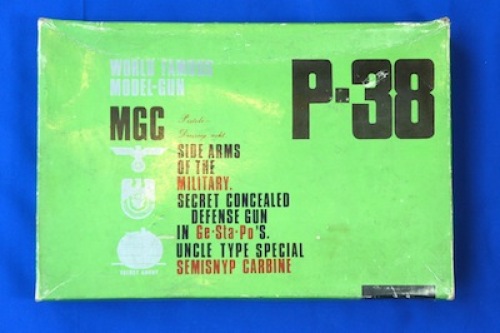 WORLD FAMOUS
MODEL-GUN
P-38
MGC
SIDE ARMS
OF THE
MILITARY.
SECRET CONCEALED
DEFENSE GUN
IN Ge·Sta·Po'S.
UNCLE TYPE SPECIAL
SEMISNYP CARBINE